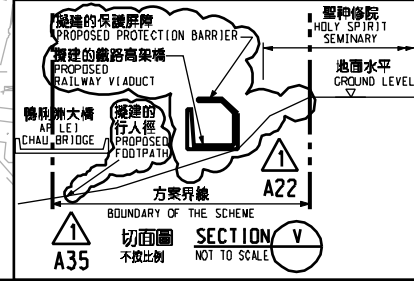 擬建的保護屏障
PROPOSED PROTECTION BARRIER
擬建的鐵路高架橋
PROPOSED
RAILWAY VIADUCT
聖神修院
HOLY SPIRIT
SEMINARY
地面水平
GROUND LEVEL
鴨脷洲大橋
AP LEI
CHAU BRIDGE
擬建的
行人徑
PROPOSED
FOOTPATH
1
A22
方案界線
BOUNDARY OF THE SCHEME
1
A35
切面圖
不按比例
SECTION
NOT TO SCALE
V